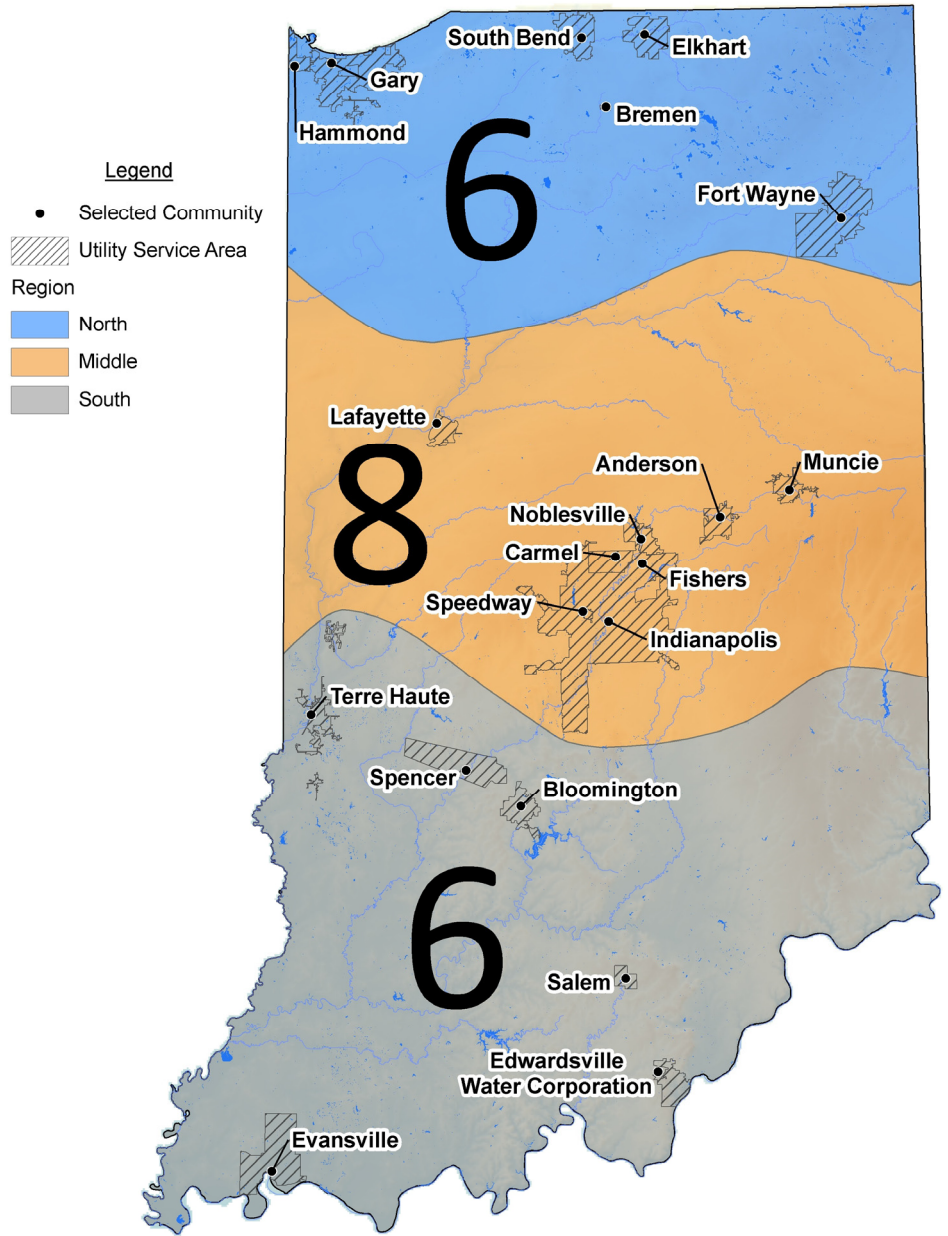 South Bend
Elkhart
Gary
Hammond
Bremen
6
Fort Wayne
Legend
Selected Community
Utility Service Area
Region
North
Middle
South
Lafayette
8
Anderson
Muncie
Noblesville
Carmel
Fishers
Speedway
Indianapolis
Terre Haute
Spencer
Bloomington
6
Salem
Edwardsville
Water Corporation
Evansville